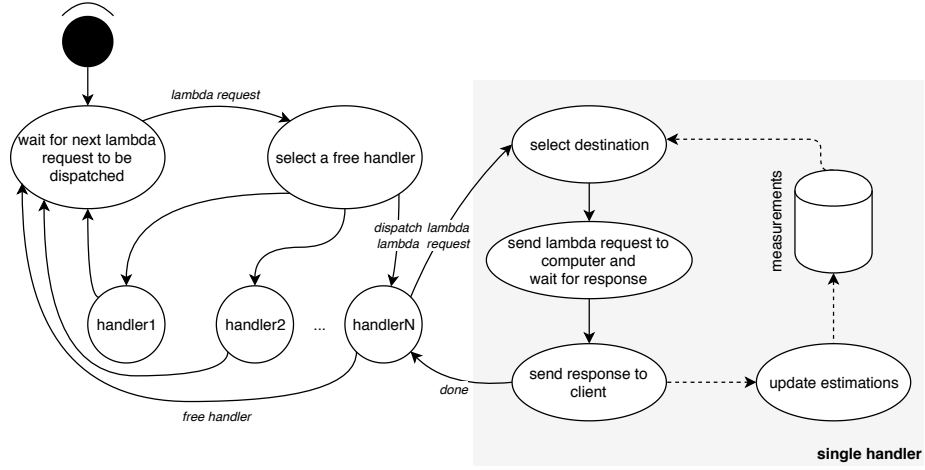 lambda request
wait for next lambda
request to be
dispatched
select a free handler
select destination
dispatch
lambda
lambda
request
send lambda request to
computer and
wait for response
measurements
handler1
handler2
...
handlerN
send response to
client
update estimations
done
free handler
single handler